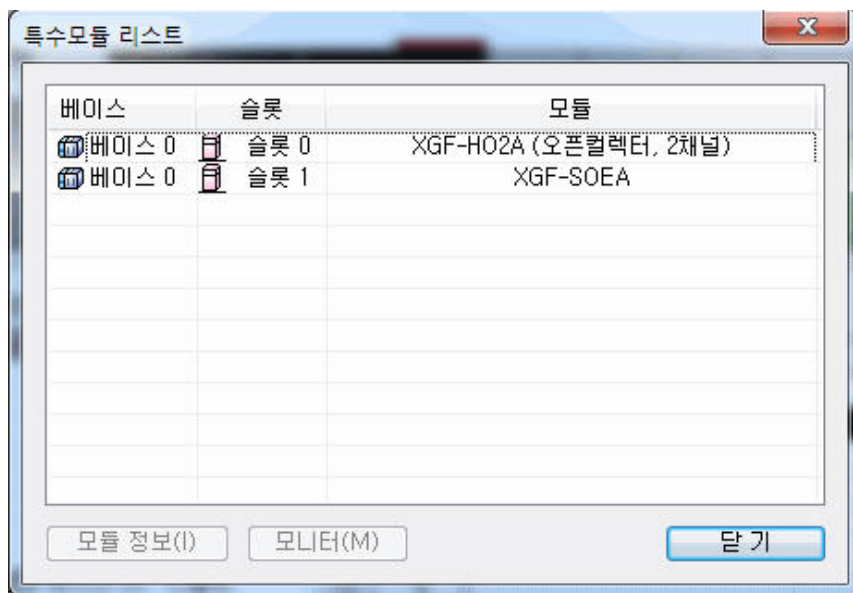 특수모듈 리스트
베이스 슬롯 모듈
베이스 0 슬롯 0 XGF-HO2A (오픈컬렉터, 2채널)
베이스 0 슬롯 1 XGF-SOEA
모듈 정보(I) 모니터(M) 닫기